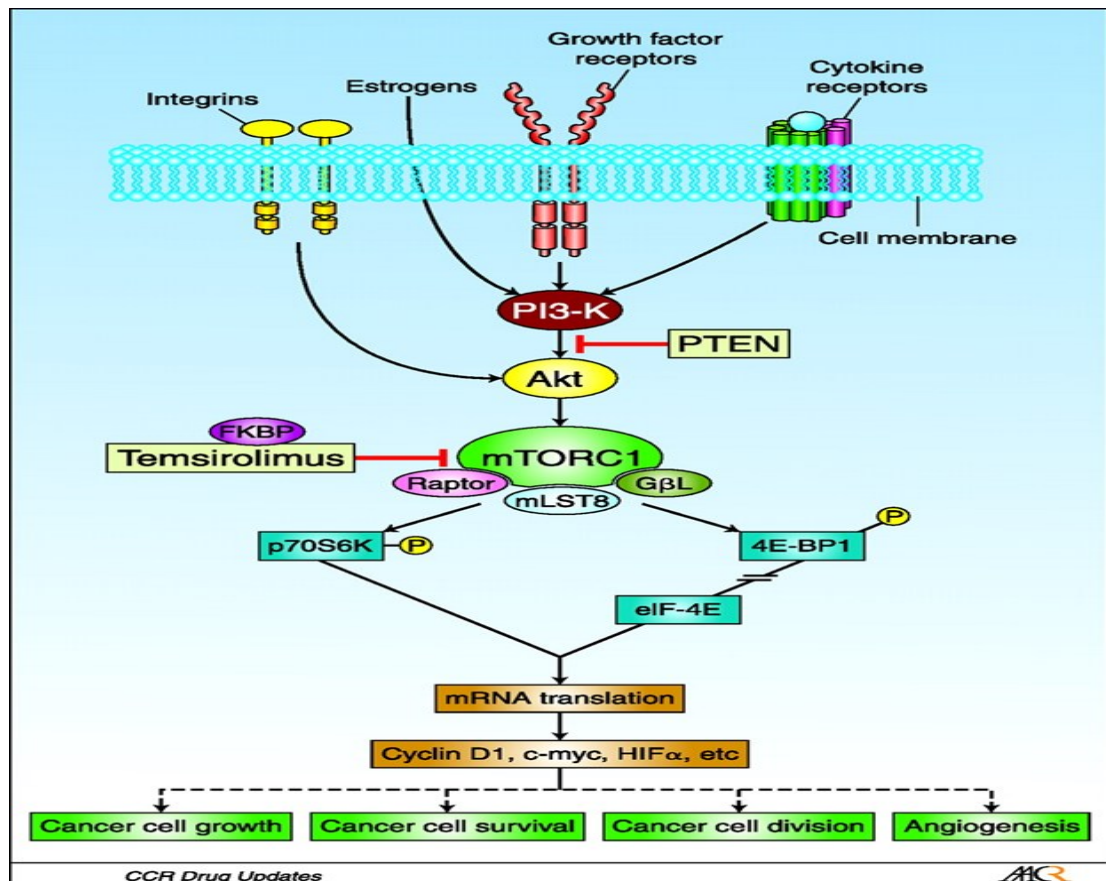 Growth factor
receptors
Cytokine
receptors
Estrogens
Integrins
Cell membrane
PI3-K
PTEN
Akt
FKBP
Temsirolimus
mTORC1
Raptor
GβL
mLST8
p70S6K
P
4E-BP1
P
eIF-4E
mRNA translation
Cyclin D1, c-myc, HIFα, etc
Cancer cell growth
Cancer cell survival
Cancer cell division
Angiogenesis
CCR Drug Updates
AACR